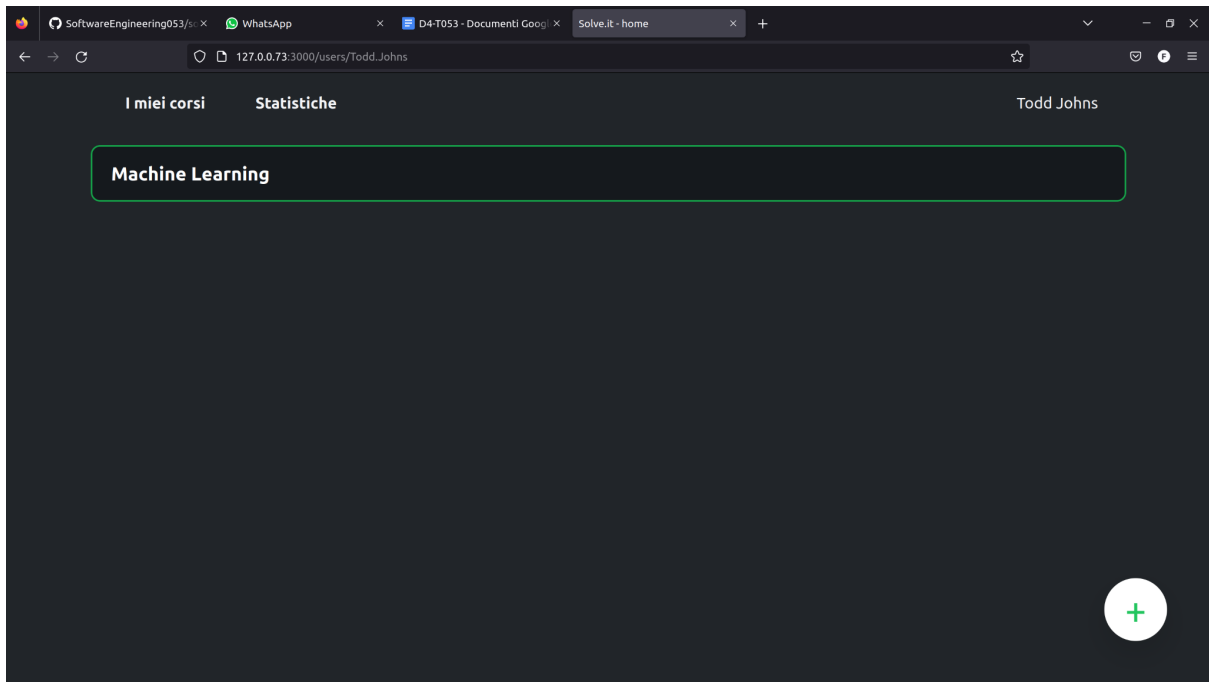 SoftwareEngineering053/so
WhatsApp
D4-T053 - Documenti Googl
Solve.it - home
127.0.0.73:3000/users/Todd.Johns
F
I miei corsi
Statistiche
Todd Johns
Machine Learning
+